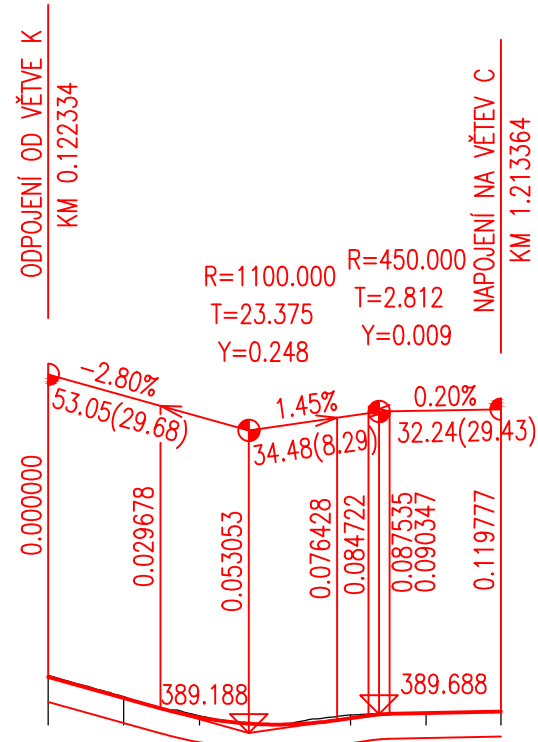 ODPOJENÍ OD VĚTVE K
KM 0.122334
NAPOJENÍ NA VĚTEV C
KM 1.213364
R=1100.000
T=23.375
Y=0.248
R=450.000
T=2.812
Y=0.009
-2.80%
53.05(29.68)
1.45%
34.48(8.29)
0.20%
32.24(29.43)
0.000000
0.029678
0.053053
0.076428
0.084722
0.087535
0.090347
0.119777
389.188
389.688